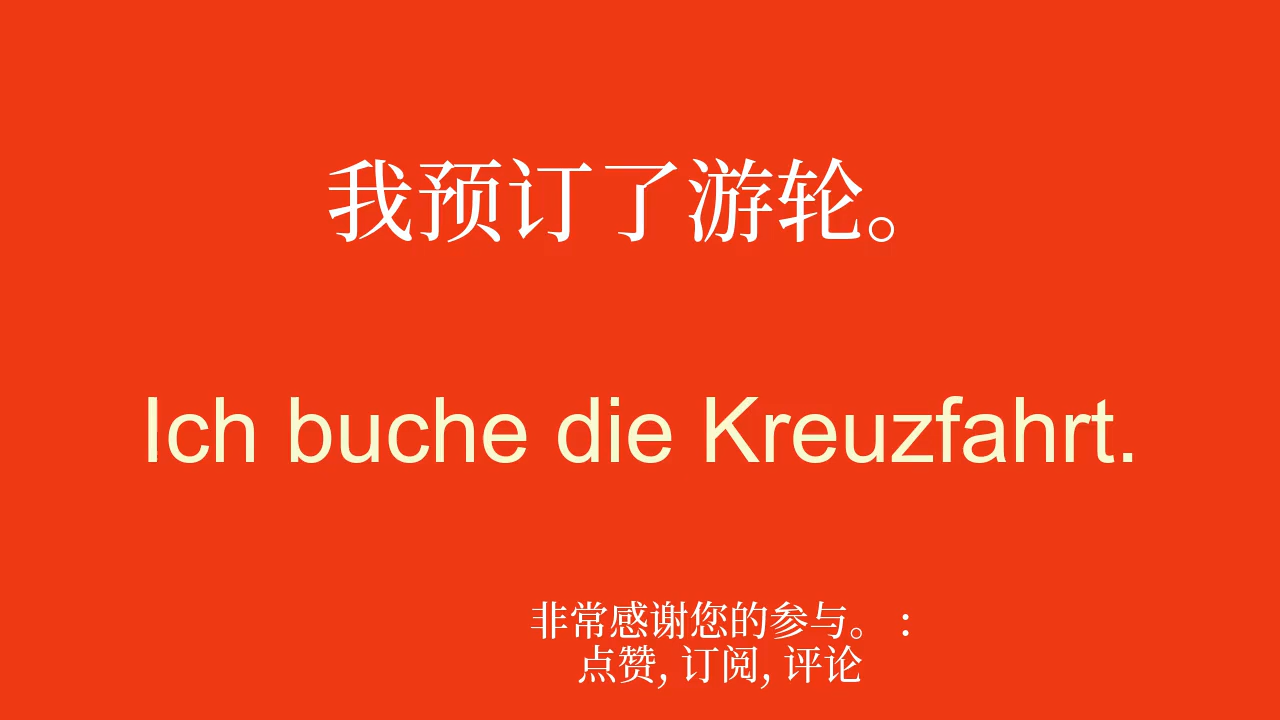 我预订了游轮。
Ich buche die Kreuzfahrt.
非常感谢您的参与。 :
点赞, 订阅, 评论